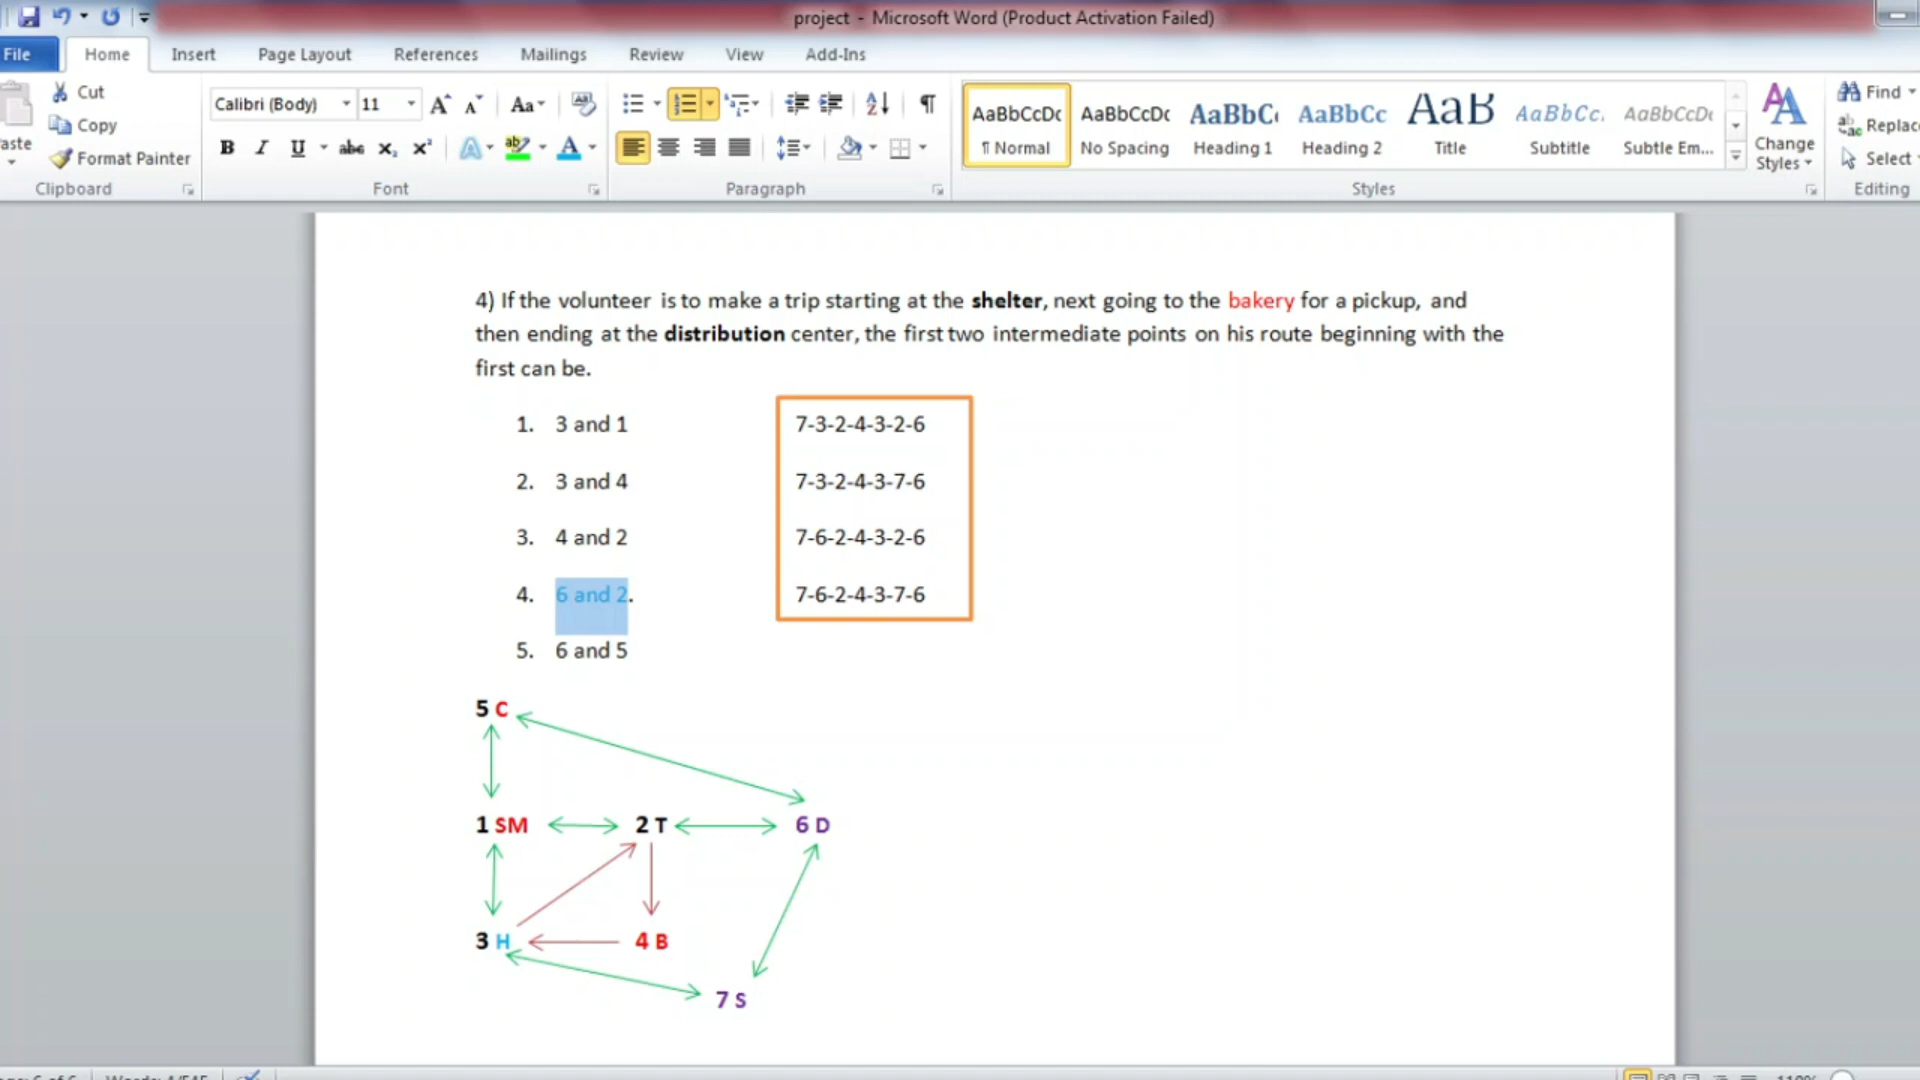 project - Microsoft Word (Product Activation Failed)
File Home Insert Page Layout References Mailings Review View Add-Ins
Cut
Copy
Format Painter
Clipboard
Calibri (Body) 11
Font
Paragraph
AaBbCcDc AaBbCcDc AaBbC AaBbCc AaB AaBbCc. AaBbCcDc
¶ Normal No Spacing Heading 1 Heading 2 Title Subtitle Subtle Em...
Styles
Change
Styles
Find
Replac
Select
Editing
4) If the volunteer is to make a trip starting at the shelter, next going to the bakery for a pickup, and
then ending at the distribution center, the first two intermediate points on his route beginning with the
first can be.
1. 3 and 1 7-3-2-4-3-2-6
2. 3 and 4 7-3-2-4-3-7-6
3. 4 and 2 7-6-2-4-3-2-6
4. 6 and 2. 7-6-2-4-3-7-6
5. 6 and 5
5 C
1 SM 2 T 6 D
3 H 4 B
7 S